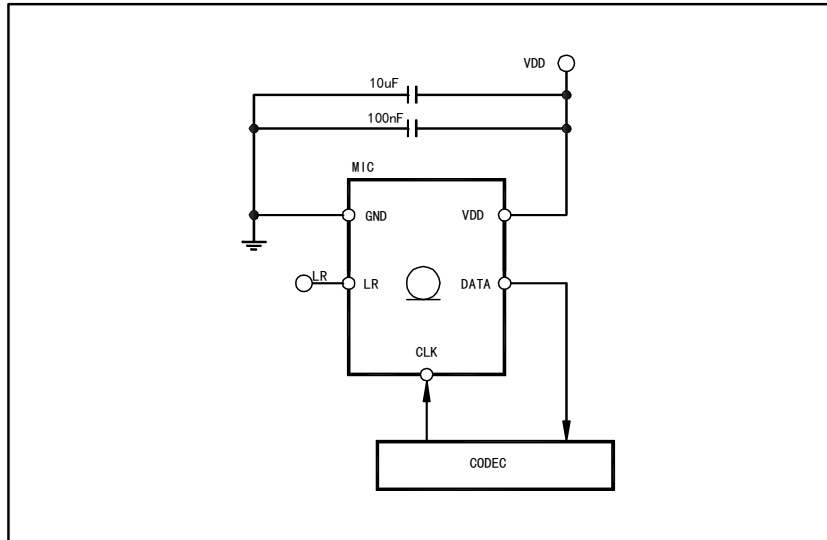 VDD
10uF
100nF
MIC
GND VDD
LR LR DATA
CLK
CODEC